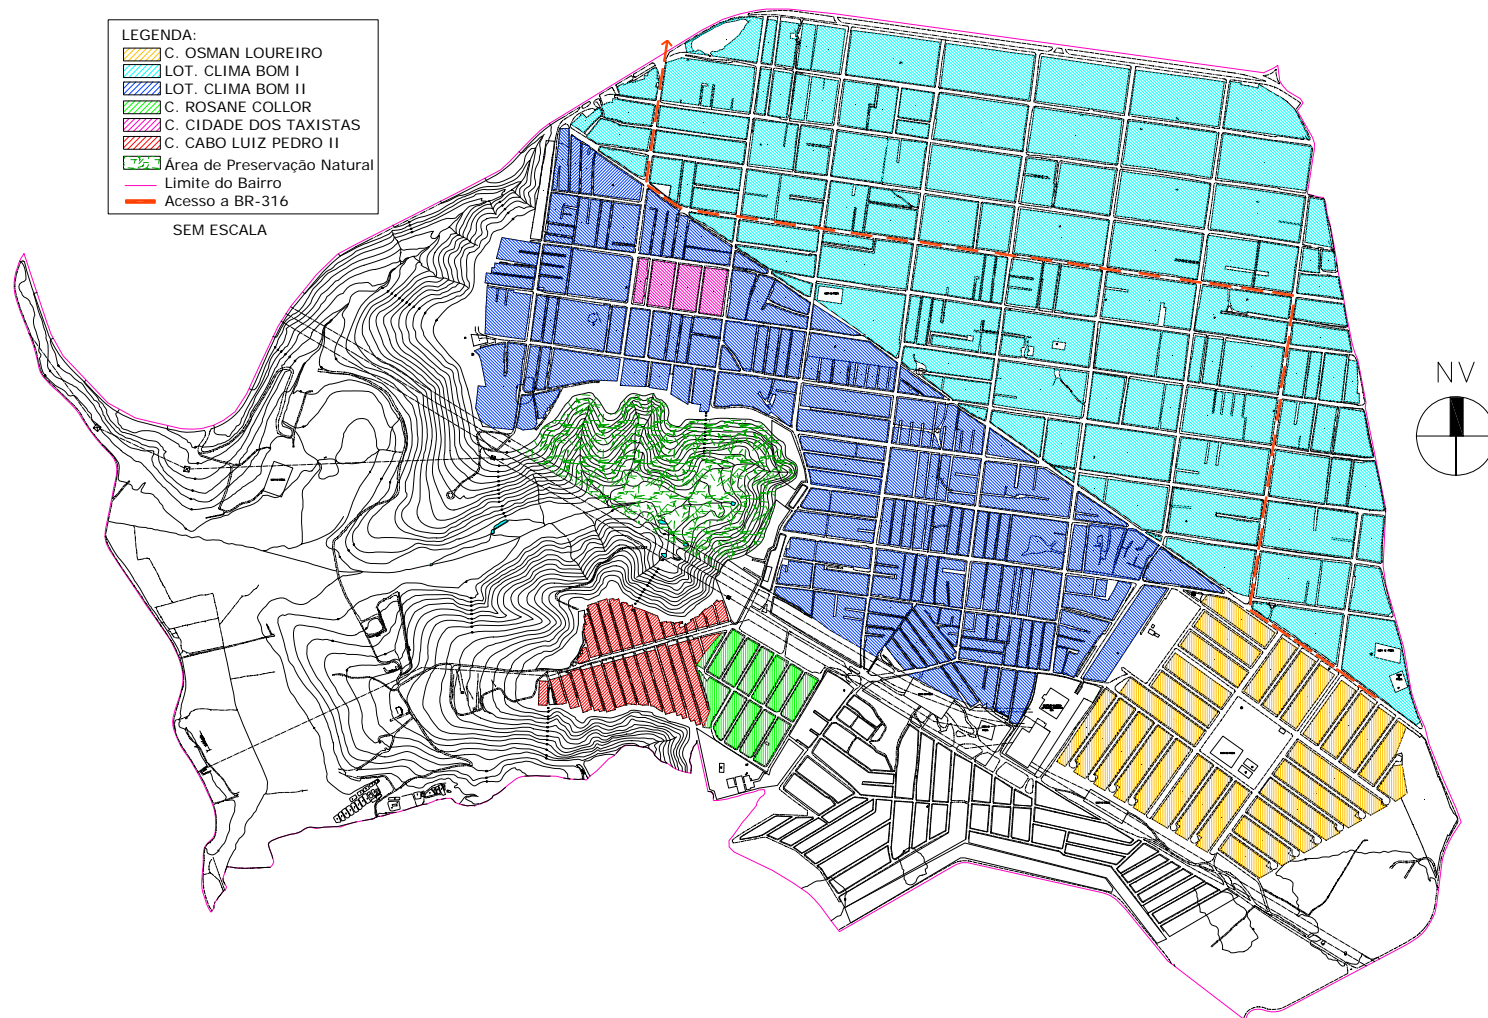 LEGENDA:
C. OSMAN LOUREIRO
LOT. CLIMA BOM I
LOT. CLIMA BOM II
C. ROSANE COLLOR
C. CIDADE DOS TAXISTAS
C. CABO LUIZ PEDRO II
Área de Preservação Natural
Limite do Bairro
Acesso a BR-316
SEM ESCALA
NV